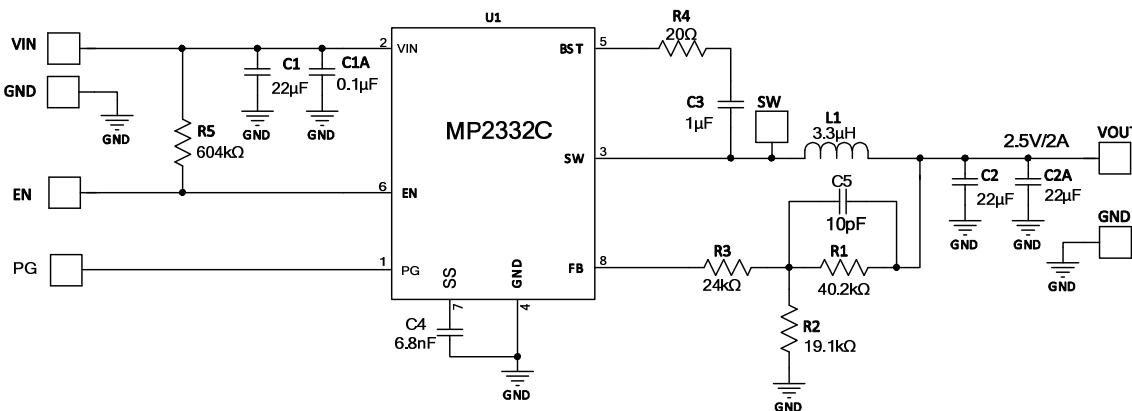 U1
VIN
2
VIN
GND
GND
R5
604kΩ
C1
22µF
GND
C1A
0.1µF
GND
EN
6
EN
PG
1
PG
MP2332C
BST
5
R4
20Ω
C3
1µF
SW
SW
3
L1
3.3µH
2.5V/2A
VOUT
C2
22µF
GND
C2A
22µF
GND
GND
GND
C5
10pF
FB
8
R3
24kΩ
R1
40.2kΩ
R2
19.1kΩ
GND
SS
7
GND
4
C4
6.8nF
GND